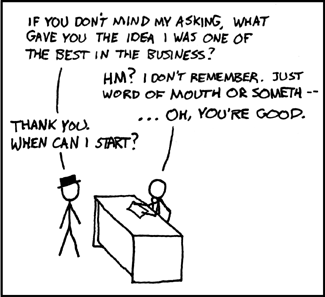 IF YOU DON'T MIND MY ASKING, WHAT
GAVE YOU THE IDEA I WAS ONE OF
THE BEST IN THE BUSINESS?
HM? I DON'T REMEMBER. JUST
WORD OF MOUTH OR SOMETH--
... OH, YOU'RE GOOD.
THANK YOU.
WHEN CAN I START?